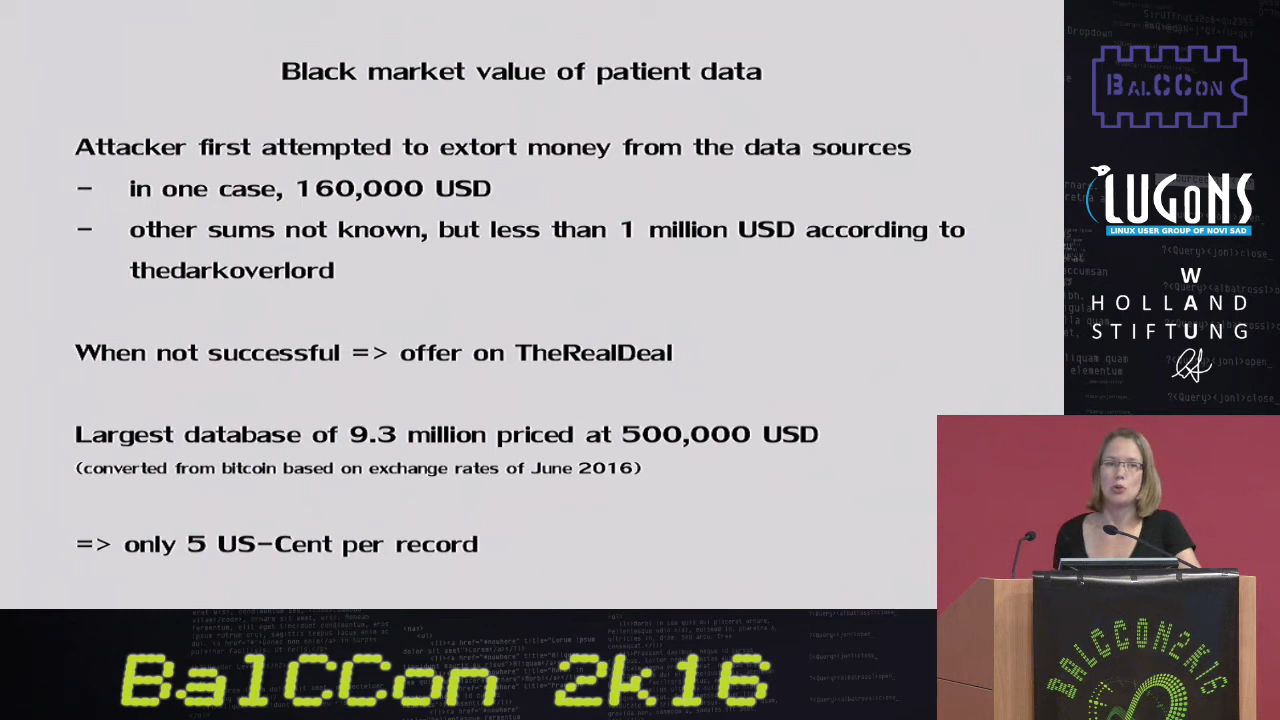 Black market value of patient data
Attacker first attempted to extort money from the data sources
- in one case, 160,000 USD
- other sums not known, but less than 1 million USD according to
thedarkoverlord
When not successful => offer on TheRealDeal
Largest database of 9.3 million priced at 500,000 USD
(converted from bitcoin based on exchange rates of June 2016)
=> only 5 US-Cent per record
BALCCON
LUGoNS
LINUX USER GROUP OF NOVI SAD
W
HOLLAND
STIFTUNG
BALCCON2K16
BalCCon 2k16